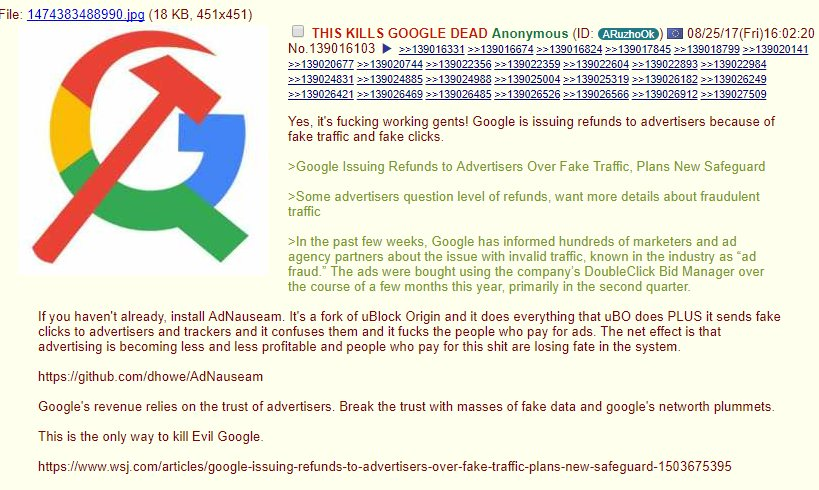 File: 1474383488990.jpg (18 KB, 451x451)
THIS KILLS GOOGLE DEAD Anonymous (ID: ARuzhoOk) 08/25/17(Fri)16:02:20
No.139016103 ▶ >>139016331 >>139016674 >>139016824 >>139017845 >>139018799 >>139020141
>>139020677 >>139020744 >>139022356 >>139022359 >>139022604 >>139022893 >>139022984
>>139024831 >>139024885 >>139024988 >>139025004 >>139025319 >>139026182 >>139026249
>>139026421 >>139026469 >>139026485 >>139026526 >>139026566 >>139026912 >>139027509
Yes, it's fucking working gents! Google is issuing refunds to advertisers because of
fake traffic and fake clicks.
>Google Issuing Refunds to Advertisers Over Fake Traffic, Plans New Safeguard
>Some advertisers question level of refunds, want more details about fraudulent
traffic
>In the past few weeks, Google has informed hundreds of marketers and ad
agency partners about the issue with invalid traffic, known in the industry as “ad
fraud.” The ads were bought using the company’s DoubleClick Bid Manager over
the course of a few months this year, primarily in the second quarter.
If you haven't already, install AdNauseam. It's a fork of uBlock Origin and it does everything that uBO does PLUS it sends fake
clicks to advertisers and trackers and it confuses them and it fucks the people who pay for ads. The net effect is that
advertising is becoming less and less profitable and people who pay for this shit are losing fate in the system.
https://github.com/dhowe/AdNauseam
Google's revenue relies on the trust of advertisers. Break the trust with masses of fake data and google's networth plummets.
This is the only way to kill Evil Google.
https://www.wsj.com/articles/google-issuing-refunds-to-advertisers-over-fake-traffic-plans-new-safeguard-1503675395